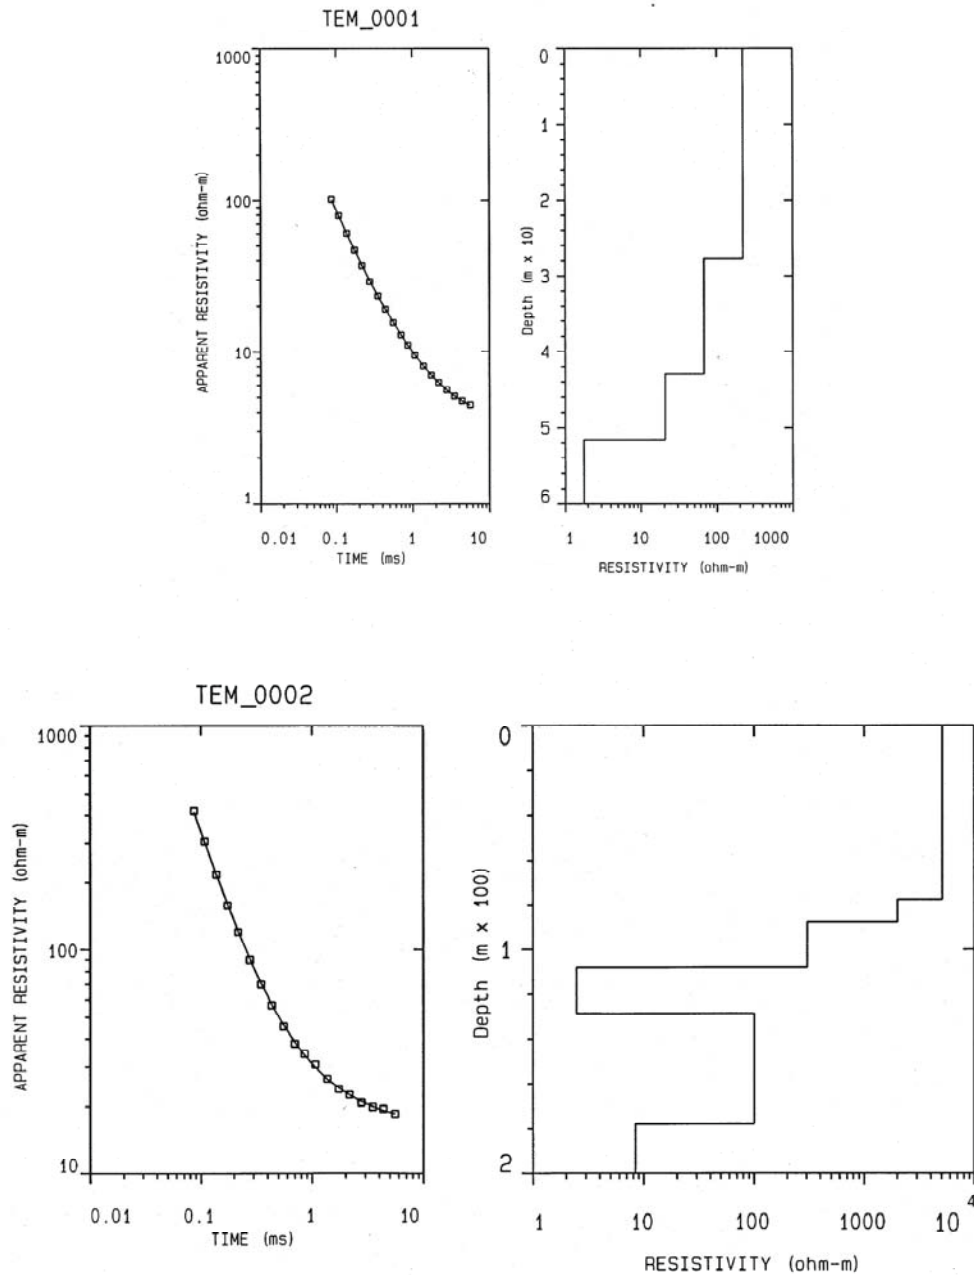 TEM_0001
1000
100
10
1
APPARENT RESISTIVITY (ohm-m)
0.01 0.1 1 10
TIME (ms)
0
1
2
3
4
5
6
Depth (m x 10)
1 10 100 1000
RESISTIVITY (ohm-m)
TEM_0002
1000
100
10
APPARENT RESISTIVITY (ohm-m)
0.01 0.1 1 10
TIME (ms)
0
1
2
Depth (m x 100)
1 10 100 1000 10⁴
RESISTIVITY (ohm-m)